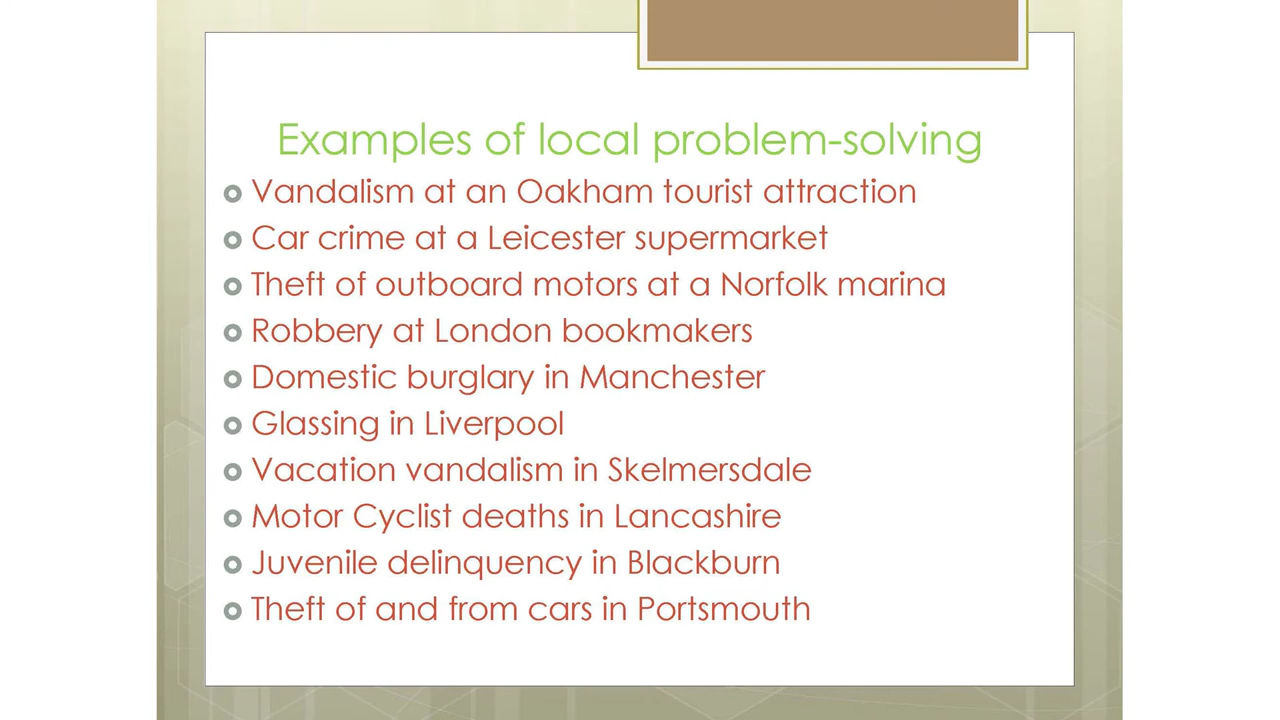 Examples of local problem-solving
Vandalism at an Oakham tourist attraction
Car crime at a Leicester supermarket
Theft of outboard motors at a Norfolk marina
Robbery at London bookmakers
Domestic burglary in Manchester
Glassing in Liverpool
Vacation vandalism in Skelmersdale
Motor Cyclist deaths in Lancashire
Juvenile delinquency in Blackburn
Theft of and from cars in Portsmouth